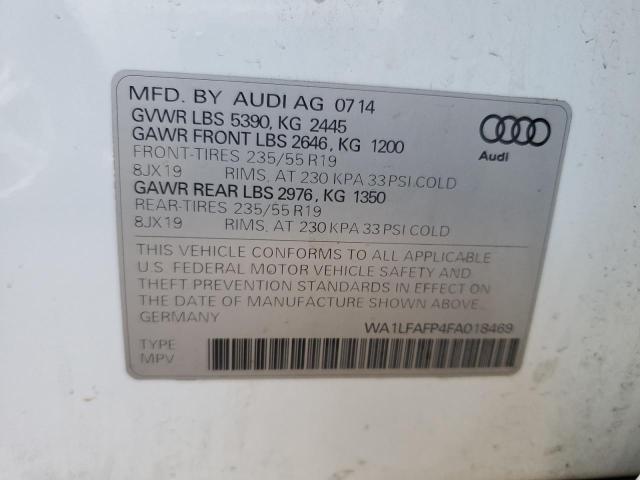 MFD. BY AUDI AG 07 14
GVWR LBS 5390, KG 2445
GAWR FRONT LBS 2646, KG 1200
FRONT-TIRES 235/55 R19
8JX19 RIMS, AT 230 KPA 33 PSI COLD
GAWR REAR LBS 2976, KG 1350
REAR-TIRES 235/55 R19
8JX19 RIMS, AT 230 KPA 33 PSI COLD
Audi
THIS VEHICLE CONFORMS TO ALL APPLICABLE
U.S. FEDERAL MOTOR VEHICLE SAFETY AND
THEFT PREVENTION STANDARDS IN EFFECT ON
THE DATE OF MANUFACTURE SHOWN ABOVE.
GERMANY
WA1LFAFP4FA018469
TYPE
MPV